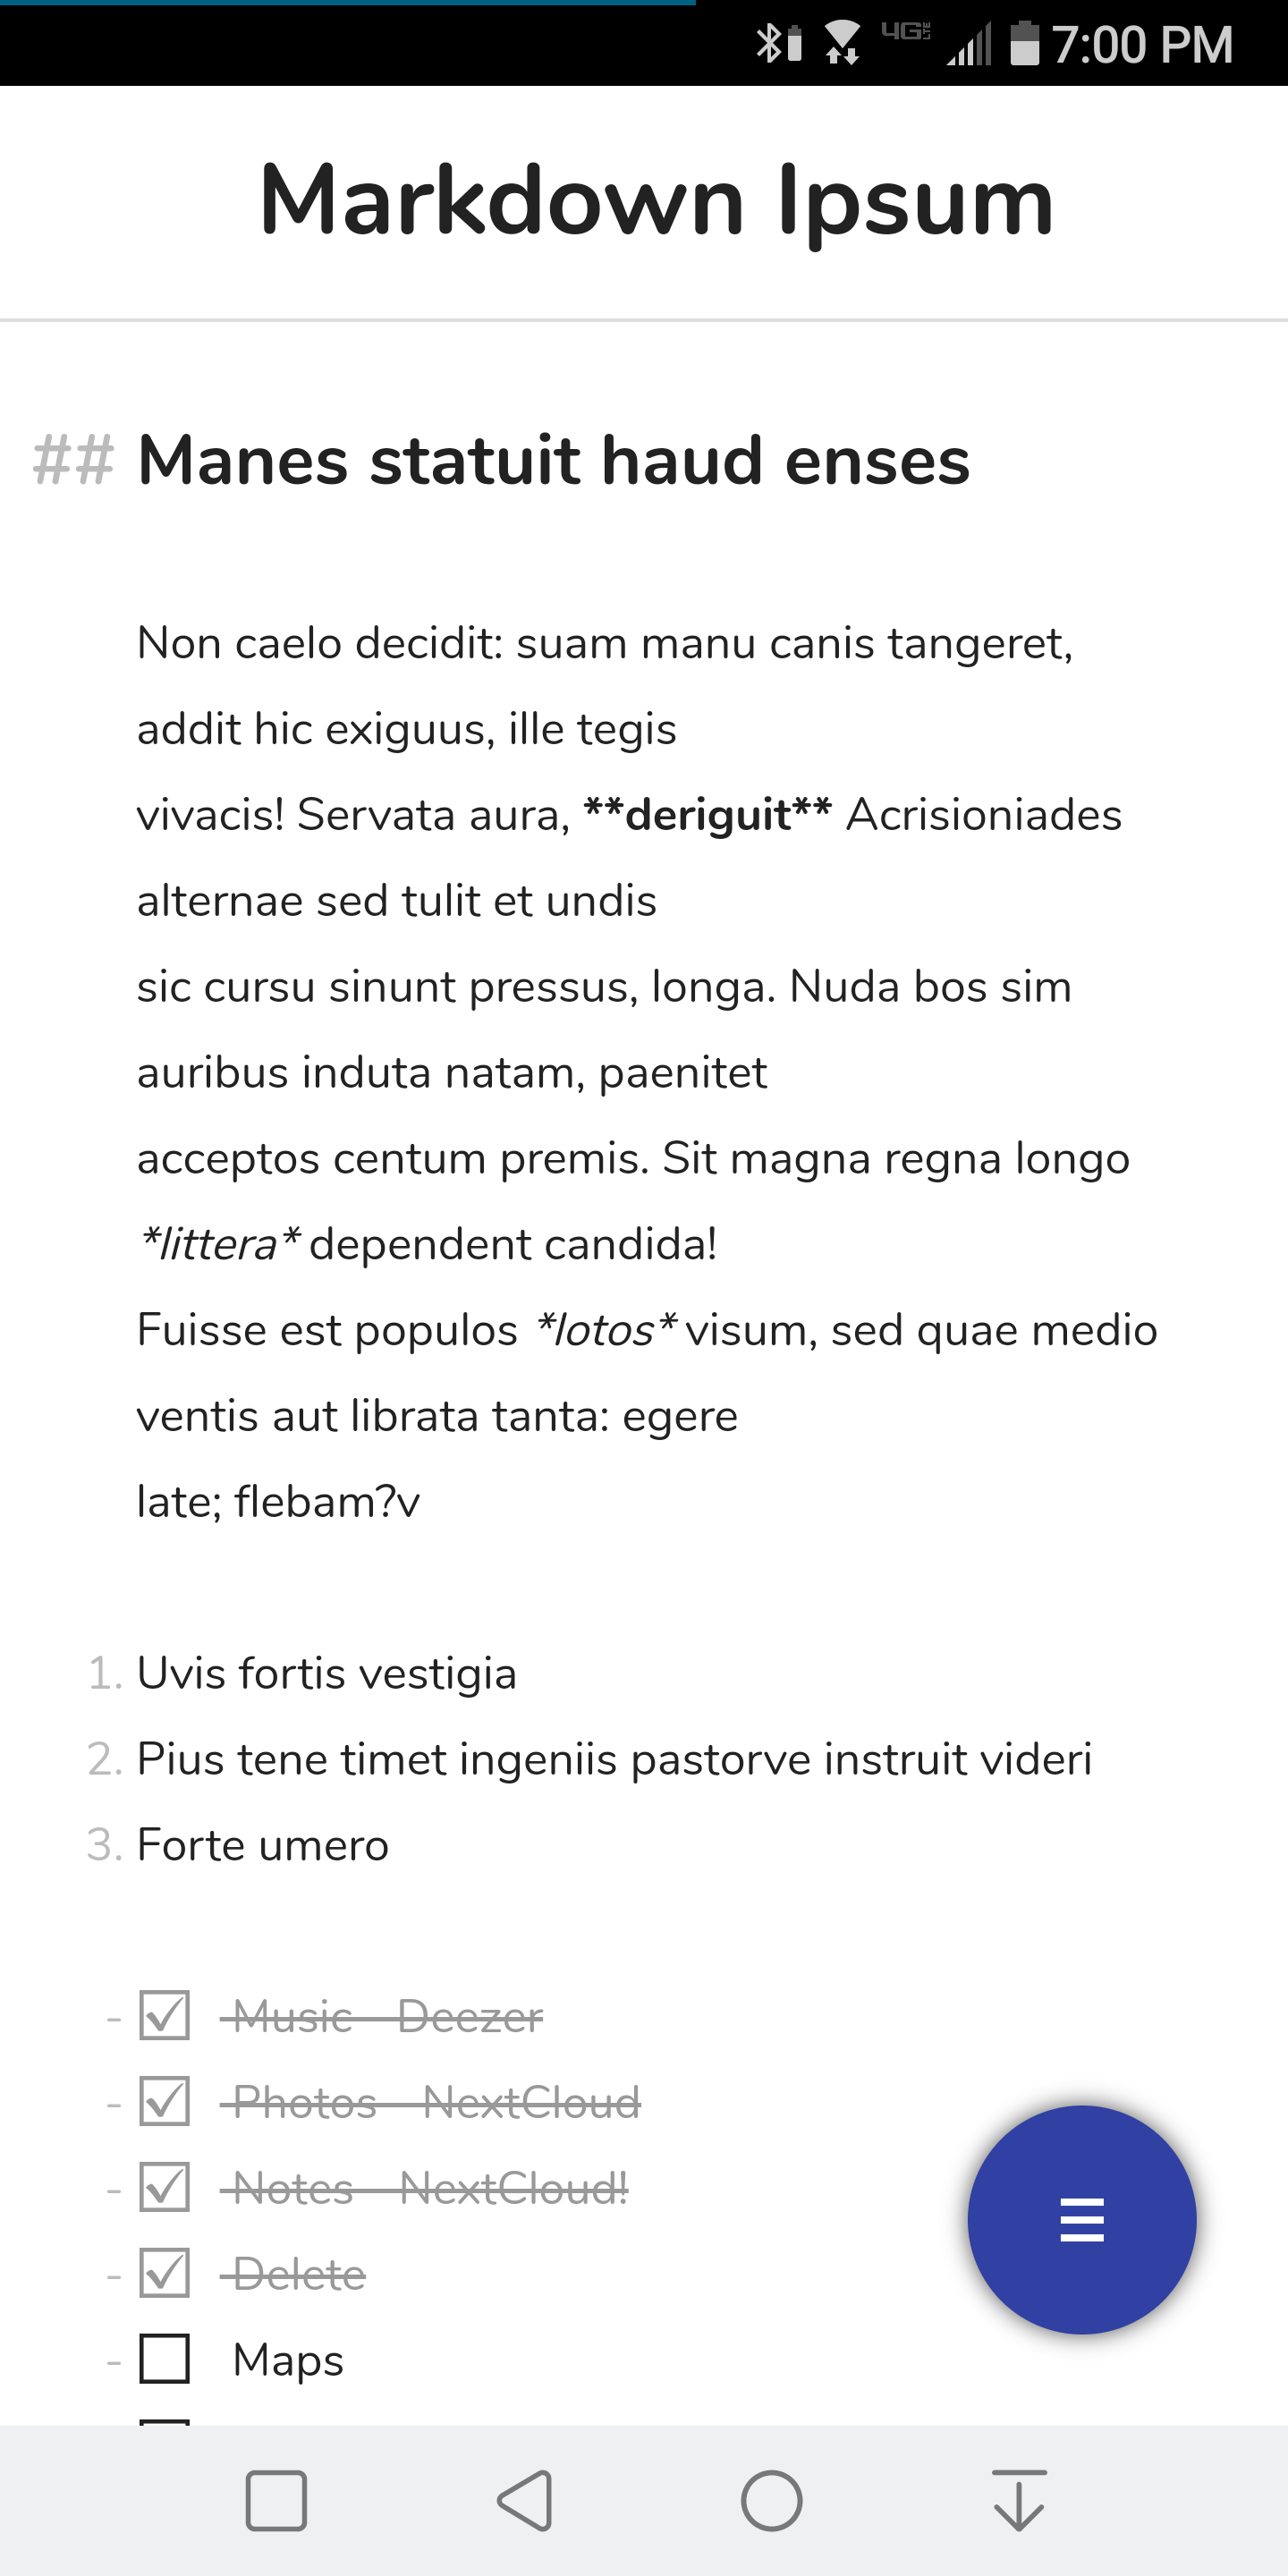 4G LTE 7:00 PM
Markdown Ipsum
## Manes statuit haud enses
Non caelo decidit: suam manu canis tangeret,
addit hic exiguus, ille tegis
vivacis! Servata aura, **deriguit** Acrisioniades
alternae sed tulit et undis
sic cursu sinunt pressus, longa. Nuda bos sim
auribus induta natam, paenitet
acceptos centum premis. Sit magna regna longo
*littera* dependent candida!
Fuisse est populos *lotos* visum, sed quae medio
ventis aut librata tanta: egere
late; flebam?v
1. Uvis fortis vestigia
2. Pius tene timet ingeniis pastorve instruit videri
3. Forte umero
- Music - Deezer
- Photos - NextCloud
- Notes - NextCloud!
- Delete
- Maps